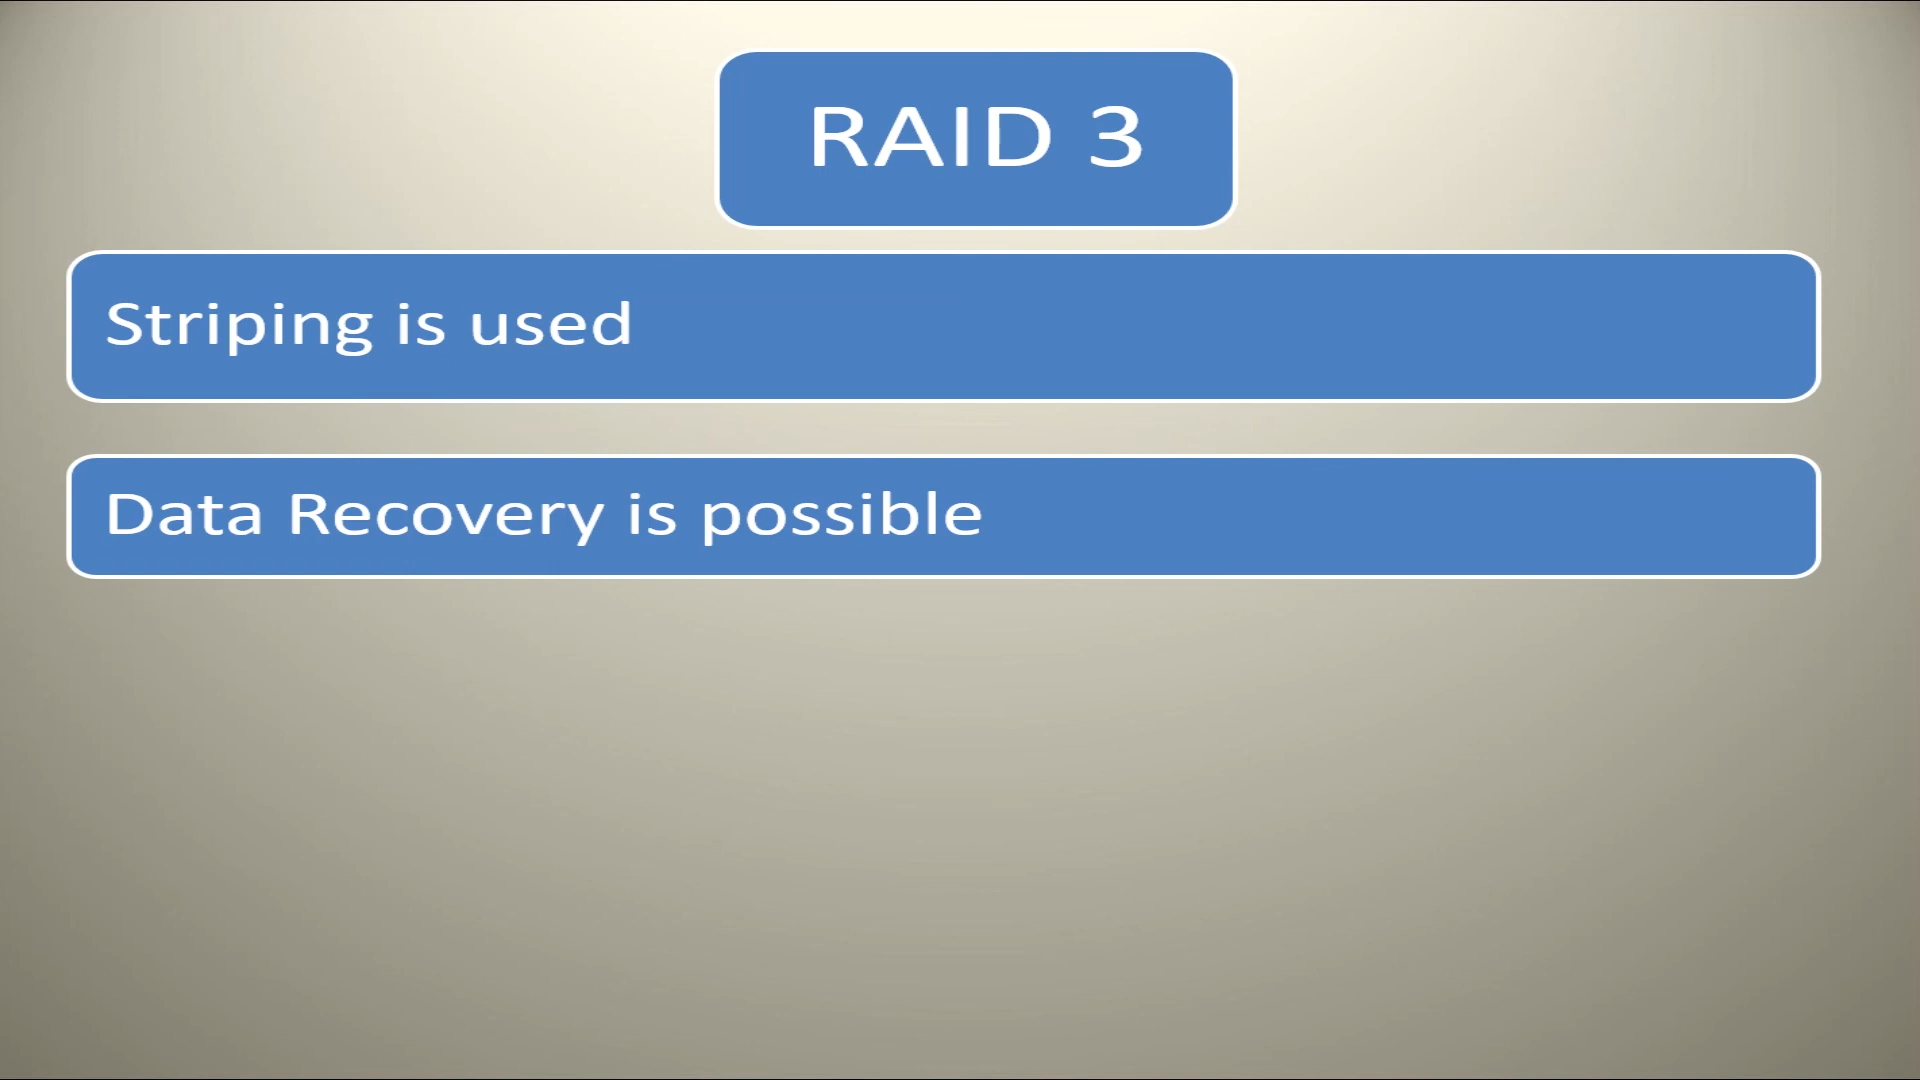 RAID 3
Striping is used
Data Recovery is possible